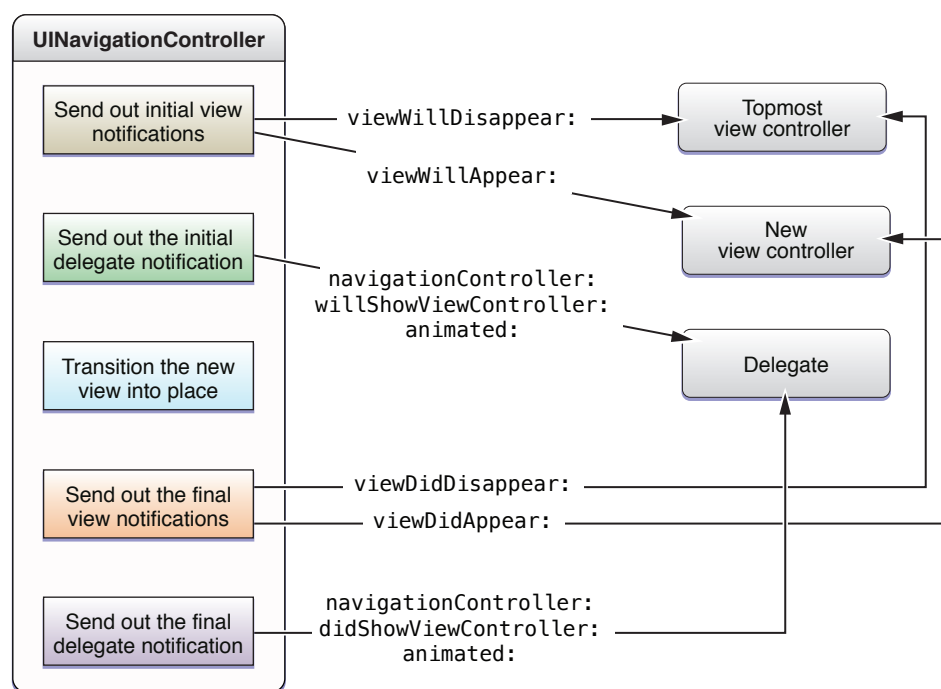 UINavigationController
Send out initial view
notifications
viewWillDisappear:
Topmost
view controller
viewWillAppear:
New
view controller
Send out the initial
delegate notification
navigationController:
willShowViewController:
animated:
Delegate
Transition the new
view into place
Send out the final
view notifications
viewDidDisappear:
viewDidAppear:
Send out the final
delegate notification
navigationController:
didShowViewController:
animated: